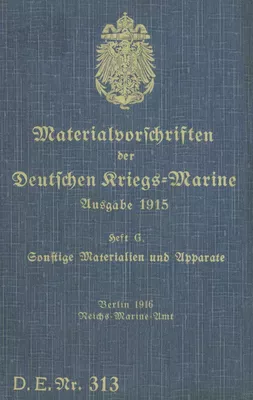 Materialvorschriften
der
Deutschen Kriegs=Marine
Ausgabe 1915
Heft G.
Sonstige Materialien und Apparate
Berlin 1916
Reichs-Marine-Amt
D. E. Nr. 313